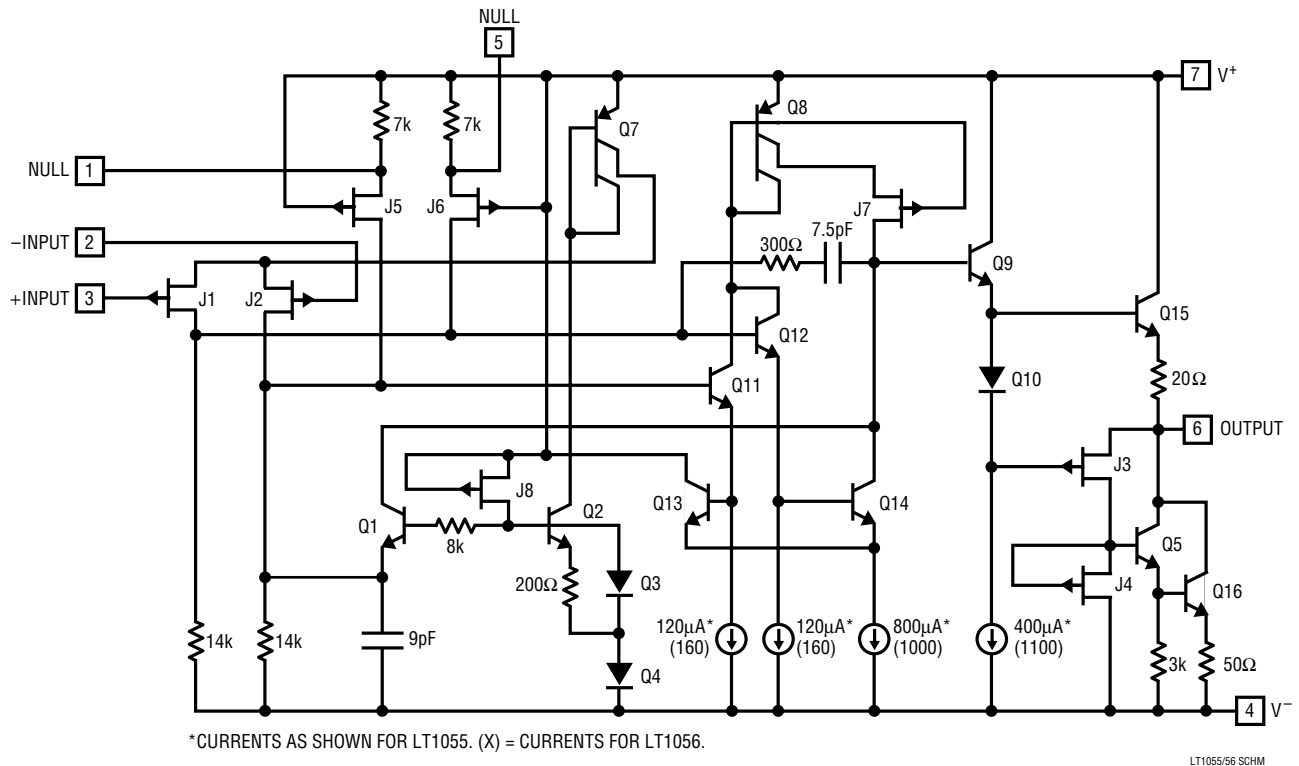 NULL
5
7 V+
7k
7k
Q7
Q8
NULL 1
J5
J6
J7
7.5pF
–INPUT 2
300Ω
Q9
+INPUT 3
J1
J2
Q12
Q15
Q11
Q10
20Ω
6 OUTPUT
J3
J8
Q13
Q14
Q1
Q2
8k
Q5
200Ω
Q3
J4
Q16
14k
14k
9pF
120µA*
(160)
120µA*
(160)
800µA*
(1000)
400µA*
(1100)
3k
50Ω
Q4
4 V–
*CURRENTS AS SHOWN FOR LT1055. (X) = CURRENTS FOR LT1056.
LT1055/56 SCHM